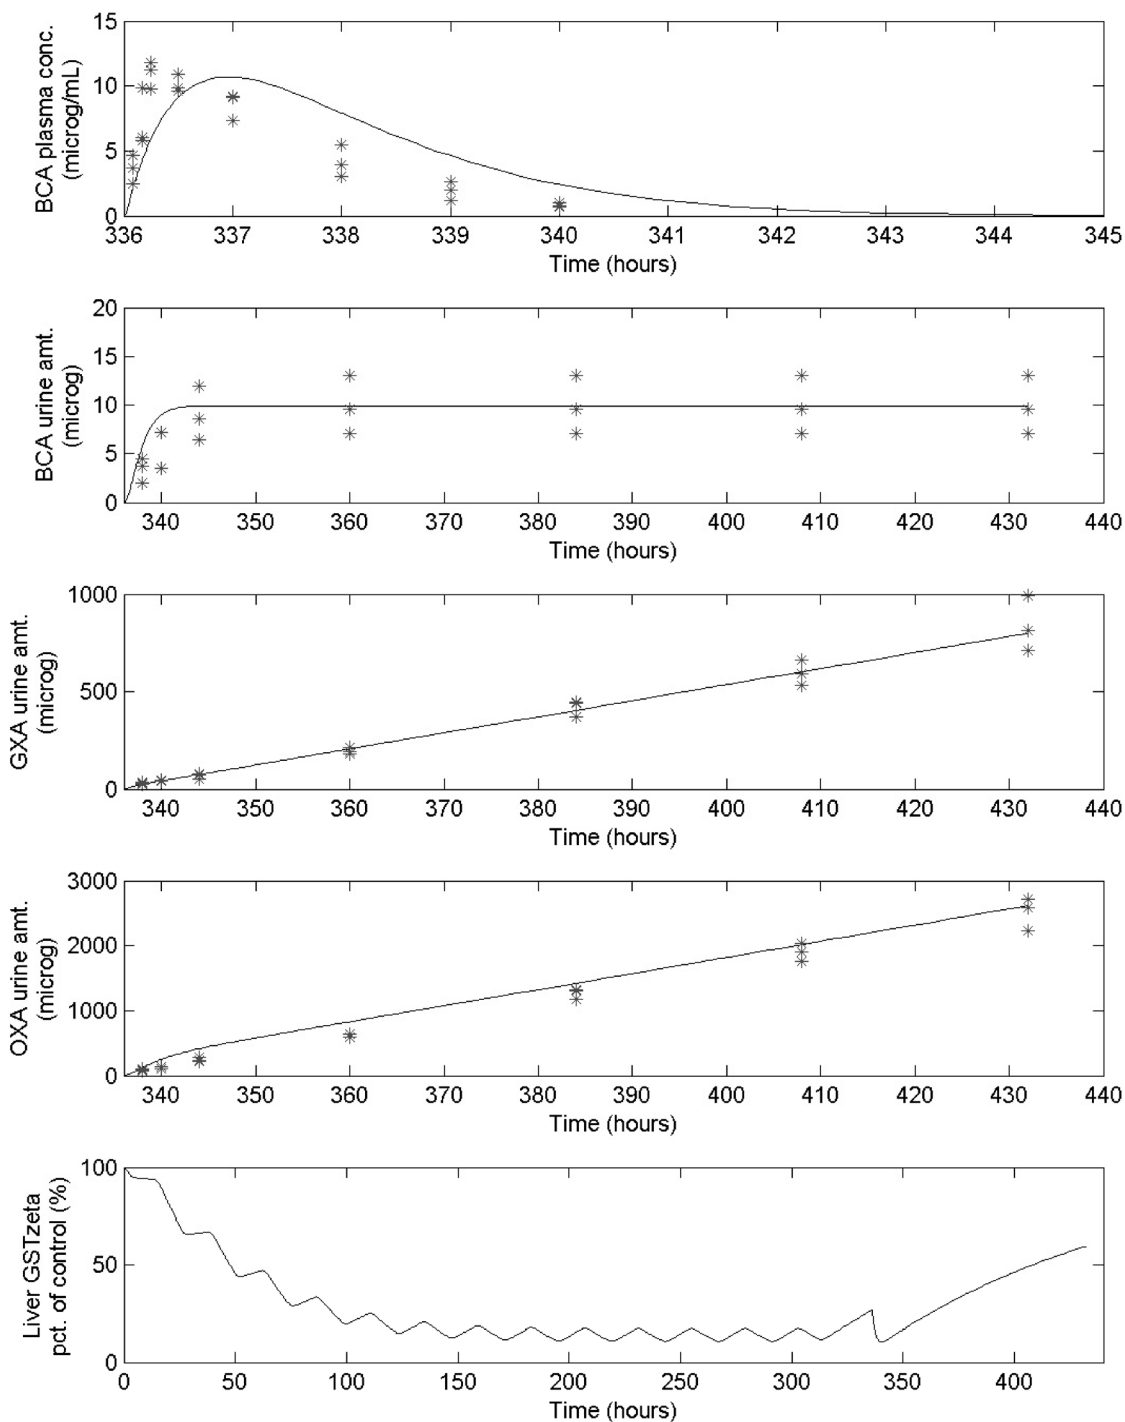 15
10
5
0
BCA plasma conc.
(microg/mL)
336 337 338 339 340 341 342 343 344 345
Time (hours)
20
15
10
5
0
BCA urine amt.
(microg)
340 350 360 370 380 390 400 410 420 430 440
Time (hours)
1000
500
0
GXA urine amt.
(microg)
340 350 360 370 380 390 400 410 420 430 440
Time (hours)
3000
2000
1000
0
OXA urine amt.
(microg)
340 350 360 370 380 390 400 410 420 430 440
Time (hours)
100
50
0
Liver GSTzeta
pct. of control (%)
0 50 100 150 200 250 300 350 400
Time (hours)